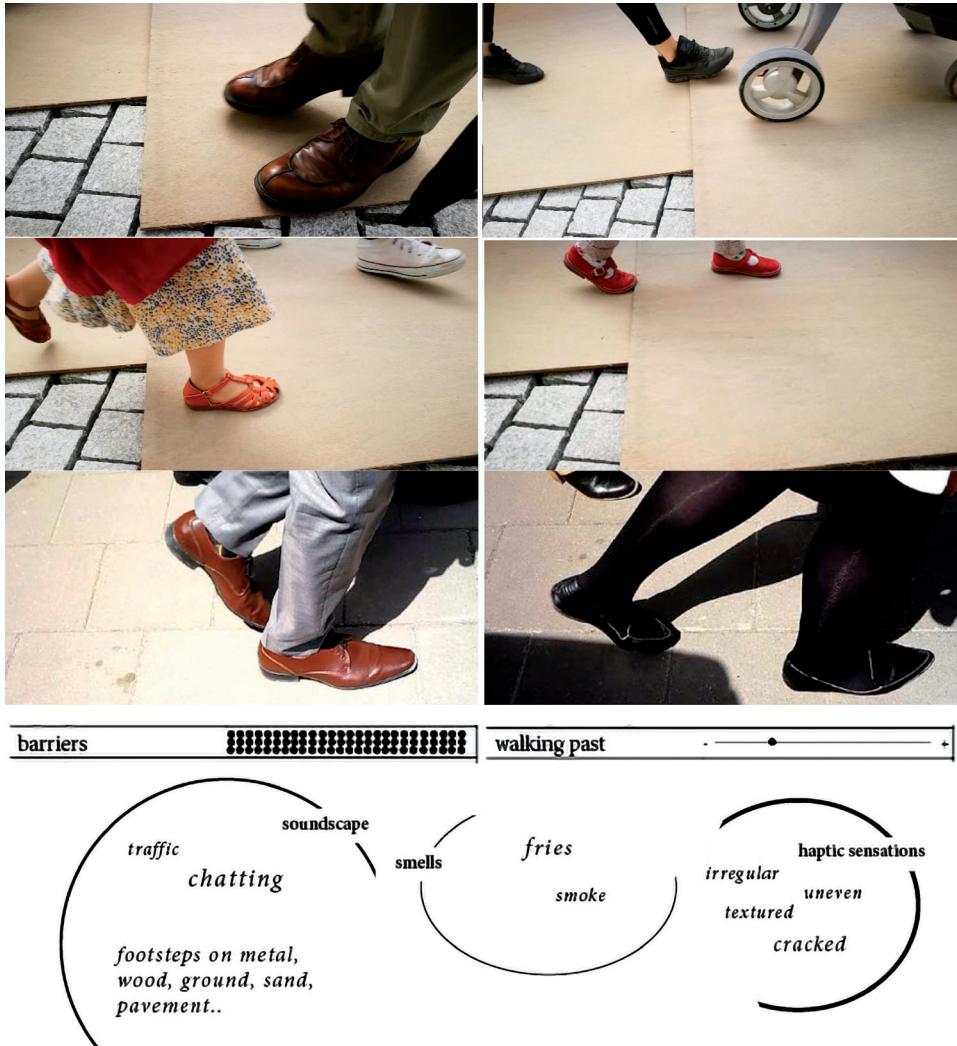 barriers
walking past - +
soundscape
traffic
chatting
footsteps on metal,
wood, ground, sand,
pavement..
smells
fries
smoke
haptic sensations
irregular
uneven
textured
cracked